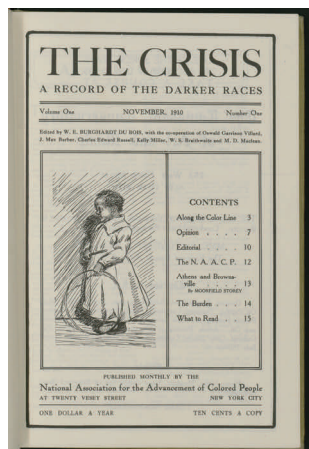 THE CRISIS
A RECORD OF THE DARKER RACES
Volume One NOVEMBER, 1910 Number One
Edited by W. E. BURGHARDT DU BOIS, with the co-operation of Oswald Garrison Villard,
J. Max Barber, Charles Edward Russell, Kelly Miller, W. S. Braithwaite and M. D. Maclean.
CONTENTS
Along the Color Line 3
Opinion . . . . 7
Editorial . . . . 10
The N. A. A. C. P. 12
Athens and Browns-
ville . . . . 13
By MOORFIELD STOREY
The Burden . . . 14
What to Read . . 15
PUBLISHED MONTHLY BY THE
National Association for the Advancement of Colored People
AT TWENTY VESEY STREET NEW YORK CITY
ONE DOLLAR A YEAR TEN CENTS A COPY